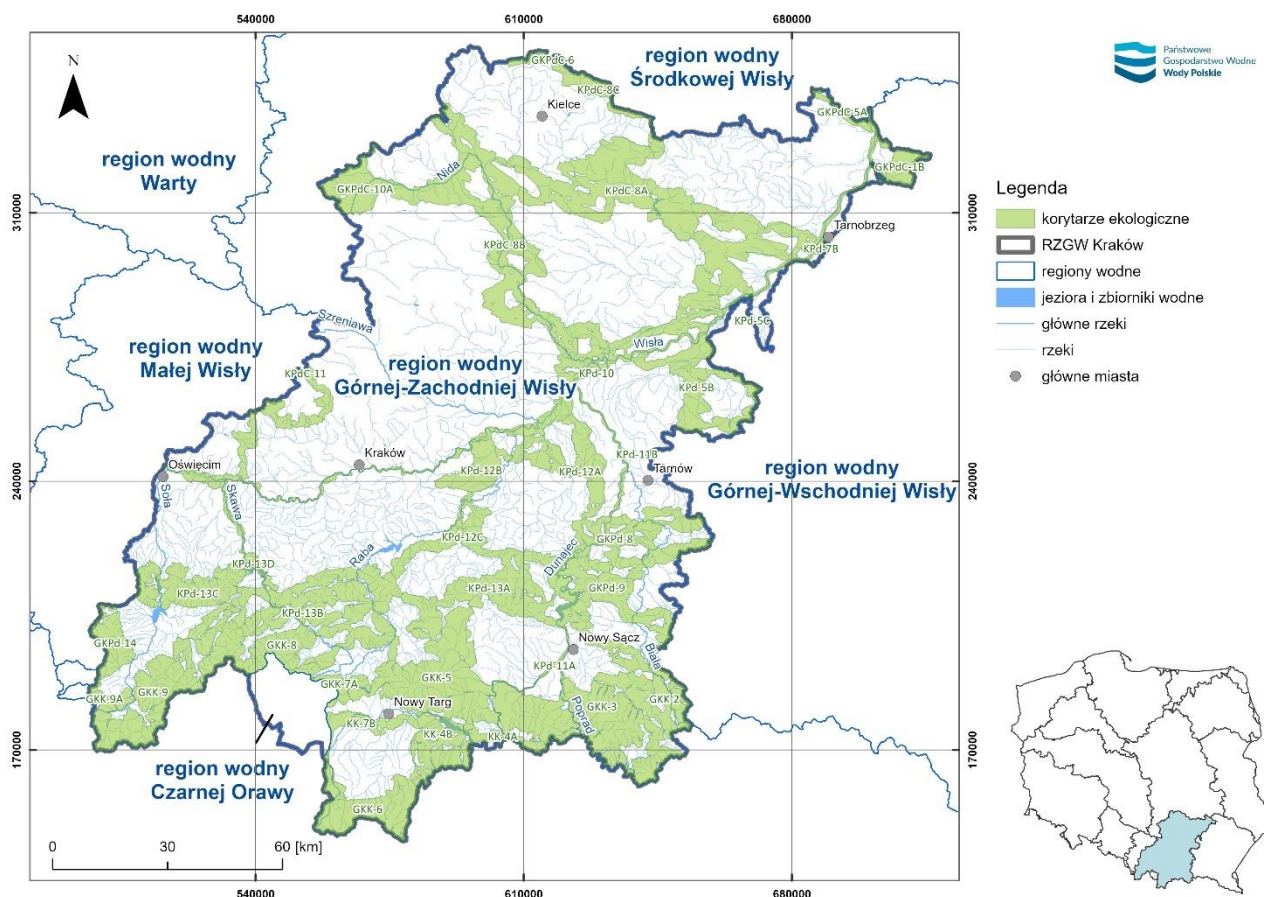 540000
610000
680000
N
region wodny
Środkowej Wisły
Państwowe
Gospodarstwo Wodne
Wody Polskie
GKPdC-6
KPdC-8C
Kielce
GKPdC-5A
region wodny
Warty
GKPdC-1B
Nida
GKPdC-10A
KPdC-8A
Legenda
korytarze ekologiczne
RZGW Kraków
regiony wodne
jeziora i zbiorniki wodne
główne rzeki
rzeki
główne miasta
310000
310000
Tarnobrzeg
KPd-7B
KPdC-8B
Szreniawa
KPd-5C
Wisła
region wodny
Małej Wisły
region wodny
Górnej-Zachodniej Wisły
KPdC-11
KPd-10
KPd-5B
Kraków
Oświęcim
KPd-11B
KPd-12B
KPd-12A
Tarnów
region wodny
Górnej-Wschodniej Wisły
240000
240000
Soła
Skawa
KPd-12C
GKPd-8
Raba
Dunajec
KPd-13D
KPd-13C
KPd-13A
GKPd-9
KPd-13B
GKPd-14
GKK-8
Nowy Sącz
Biała
KPd-11A
GKK-7A
GKK-5
GKK-9A
GKK-9
GKK-3
GKK-2
Nowy Targ
KK-7B
Poprad
KK-4B
KK-4A
170000
170000
region wodny
Czarnej Orawy
GKK-6
0
30
60 [km]
540000
610000
680000